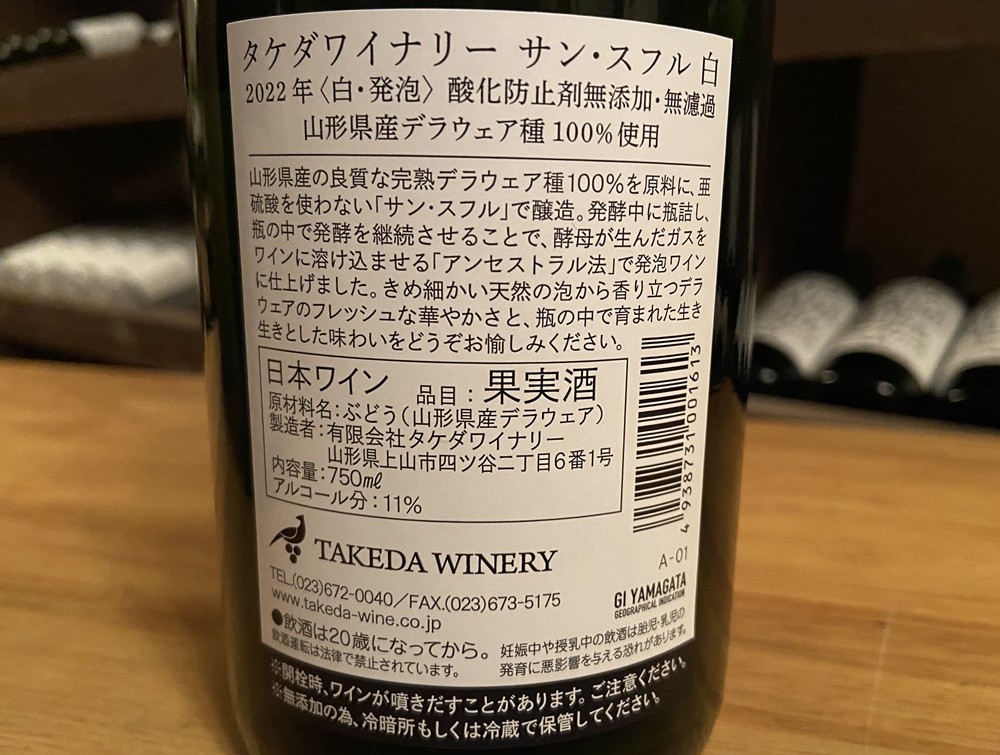 タケダワイナリー サン・スフル 白
2022年〈白・発泡〉酸化防止剤無添加・無濾過
山形県産デラウェア種100%使用
山形県産の良質な完熟デラウェア種100%を原料に、亜
硫酸を使わない「サン・スフル」で醸造。発酵中に瓶詰し、
瓶の中で発酵を継続させることで、酵母が生んだガスを
ワインに溶け込ませる「アンセストラル法」で発泡ワイン
に仕上げました。きめ細かい天然の泡から香り立つデラ
ウェアのフレッシュな華やかさと、瓶の中で育まれた生き
生きとした味わいをどうぞお愉しみください。
日本ワイン 品目：果実酒
原材料名：ぶどう（山形県産デラウェア）
製造者：有限会社タケダワイナリー
山形県上山市四ツ谷二丁目6番1号
内容量：750㎖
アルコール分：11%
4 938731 001613
A-01
TAKEDA WINERY
GI YAMAGATA
GEOGRAPHICAL INDICATION
TEL.(023)672-0040／FAX.(023)673-5175
www.takeda-wine.co.jp
●飲酒は20歳になってから。
飲酒運転は法律で禁止されています。
妊娠中や授乳中の飲酒は胎児・乳児の
発育に悪影響を与える恐れがあります。
※開栓時、ワインが噴きだすことがあります。ご注意ください。
※無添加の為、冷暗所もしくは冷蔵で保管してください。